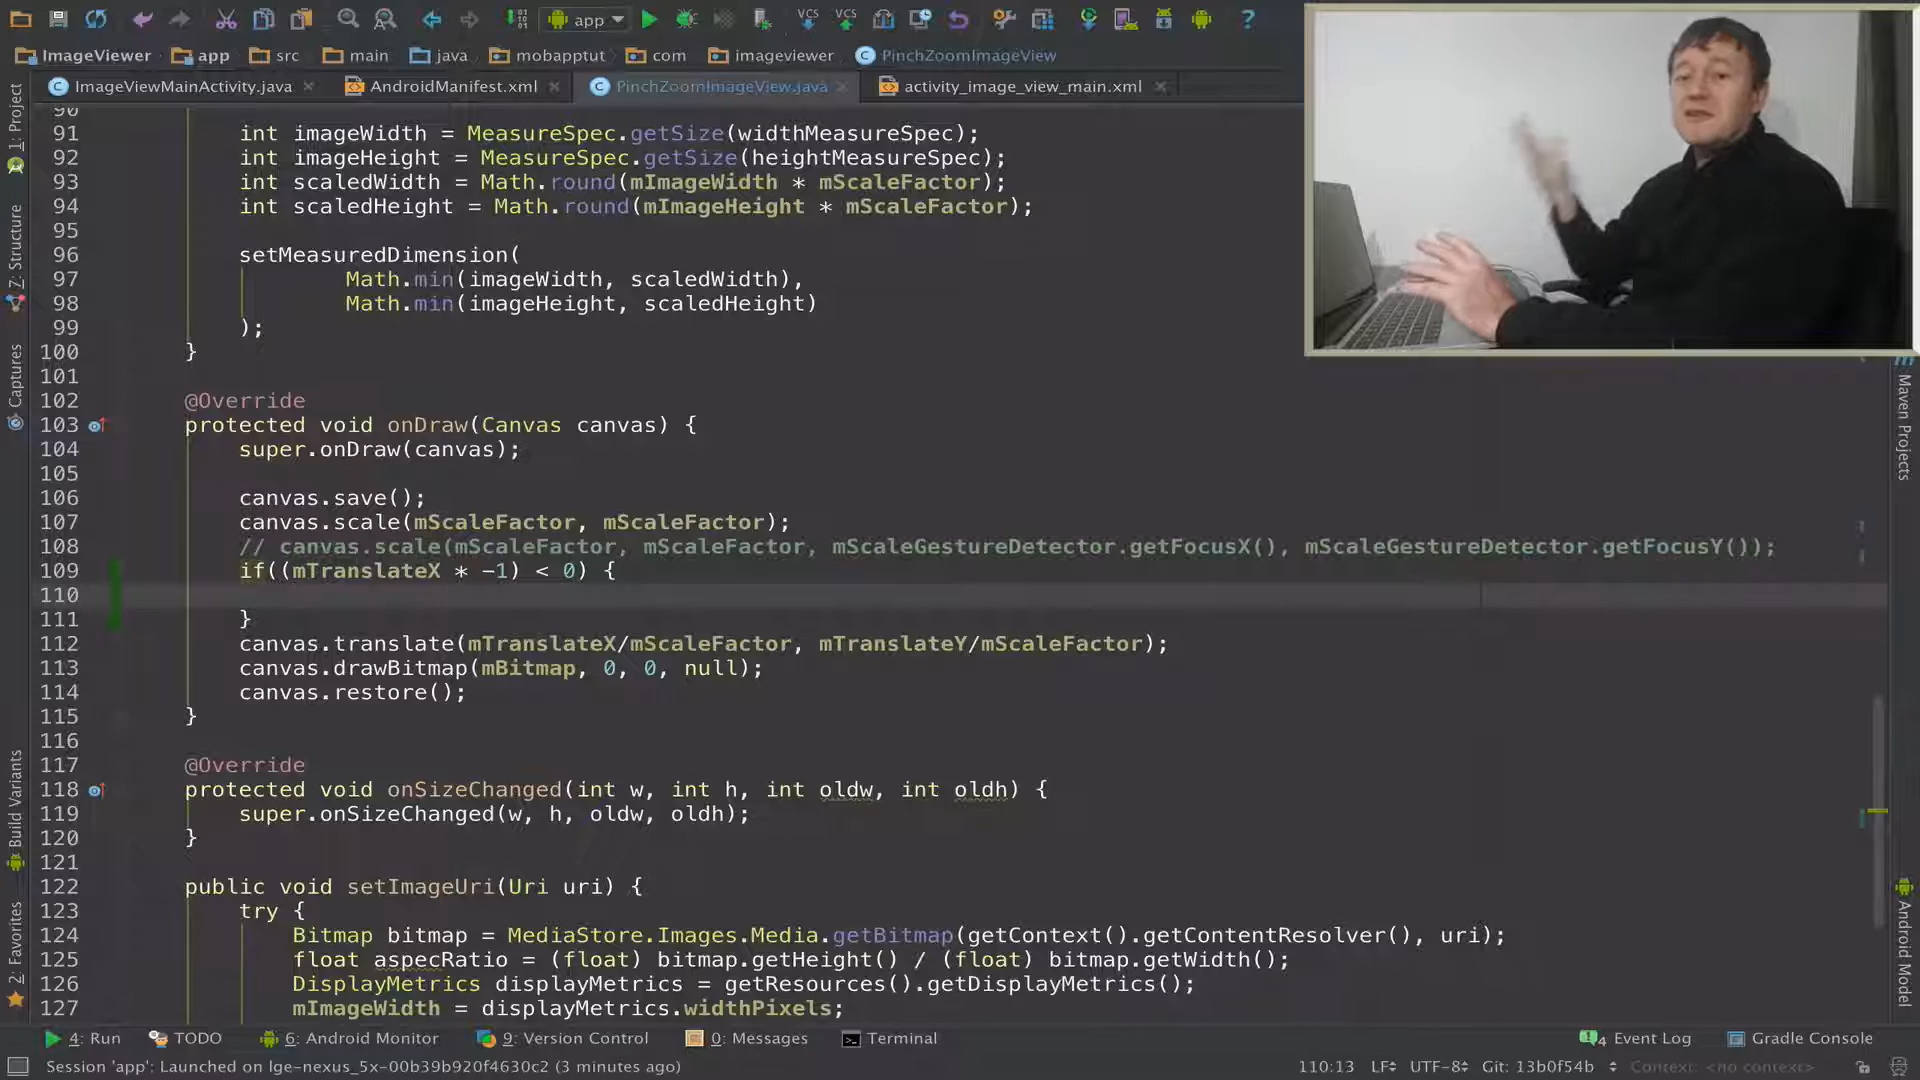 app
ImageViewer app src main java mobapptut com imageviewer PinchZoomImageView
ImageViewMainActivity.java AndroidManifest.xml PinchZoomImageView.java activity_image_view_main.xml
1: Project
7: Structure
Captures
Build Variants
2: Favorites
Maven Projects
Android Model
90
91 int imageWidth = MeasureSpec.getSize(widthMeasureSpec);
92 int imageHeight = MeasureSpec.getSize(heightMeasureSpec);
93 int scaledWidth = Math.round(mImageWidth * mScaleFactor);
94 int scaledHeight = Math.round(mImageHeight * mScaleFactor);
95
96 setMeasuredDimension(
97 Math.min(imageWidth, scaledWidth),
98 Math.min(imageHeight, scaledHeight)
99 );
100 }
101
102 @Override
103 protected void onDraw(Canvas canvas) {
104 super.onDraw(canvas);
105
106 canvas.save();
107 canvas.scale(mScaleFactor, mScaleFactor);
108 // canvas.scale(mScaleFactor, mScaleFactor, mScaleGestureDetector.getFocusX(), mScaleGestureDetector.getFocusY());
109 if((mTranslateX * -1) < 0) {
110
111 }
112 canvas.translate(mTranslateX/mScaleFactor, mTranslateY/mScaleFactor);
113 canvas.drawBitmap(mBitmap, 0, 0, null);
114 canvas.restore();
115 }
116
117 @Override
118 protected void onSizeChanged(int w, int h, int oldw, int oldh) {
119 super.onSizeChanged(w, h, oldw, oldh);
120 }
121
122 public void setImageUri(Uri uri) {
123 try {
124 Bitmap bitmap = MediaStore.Images.Media.getBitmap(getContext().getContentResolver(), uri);
125 float aspecRatio = (float) bitmap.getHeight() / (float) bitmap.getWidth();
126 DisplayMetrics displayMetrics = getResources().getDisplayMetrics();
127 mImageWidth = displayMetrics.widthPixels;
4: Run TODO 6: Android Monitor 9: Version Control 0: Messages Terminal 4 Event Log Gradle Console
Session 'app': Launched on lge-nexus_5x-00b39b920f4630c2 (3 minutes ago) 110:13 LF UTF-8 Git: 13b0f54b Context: <no context>